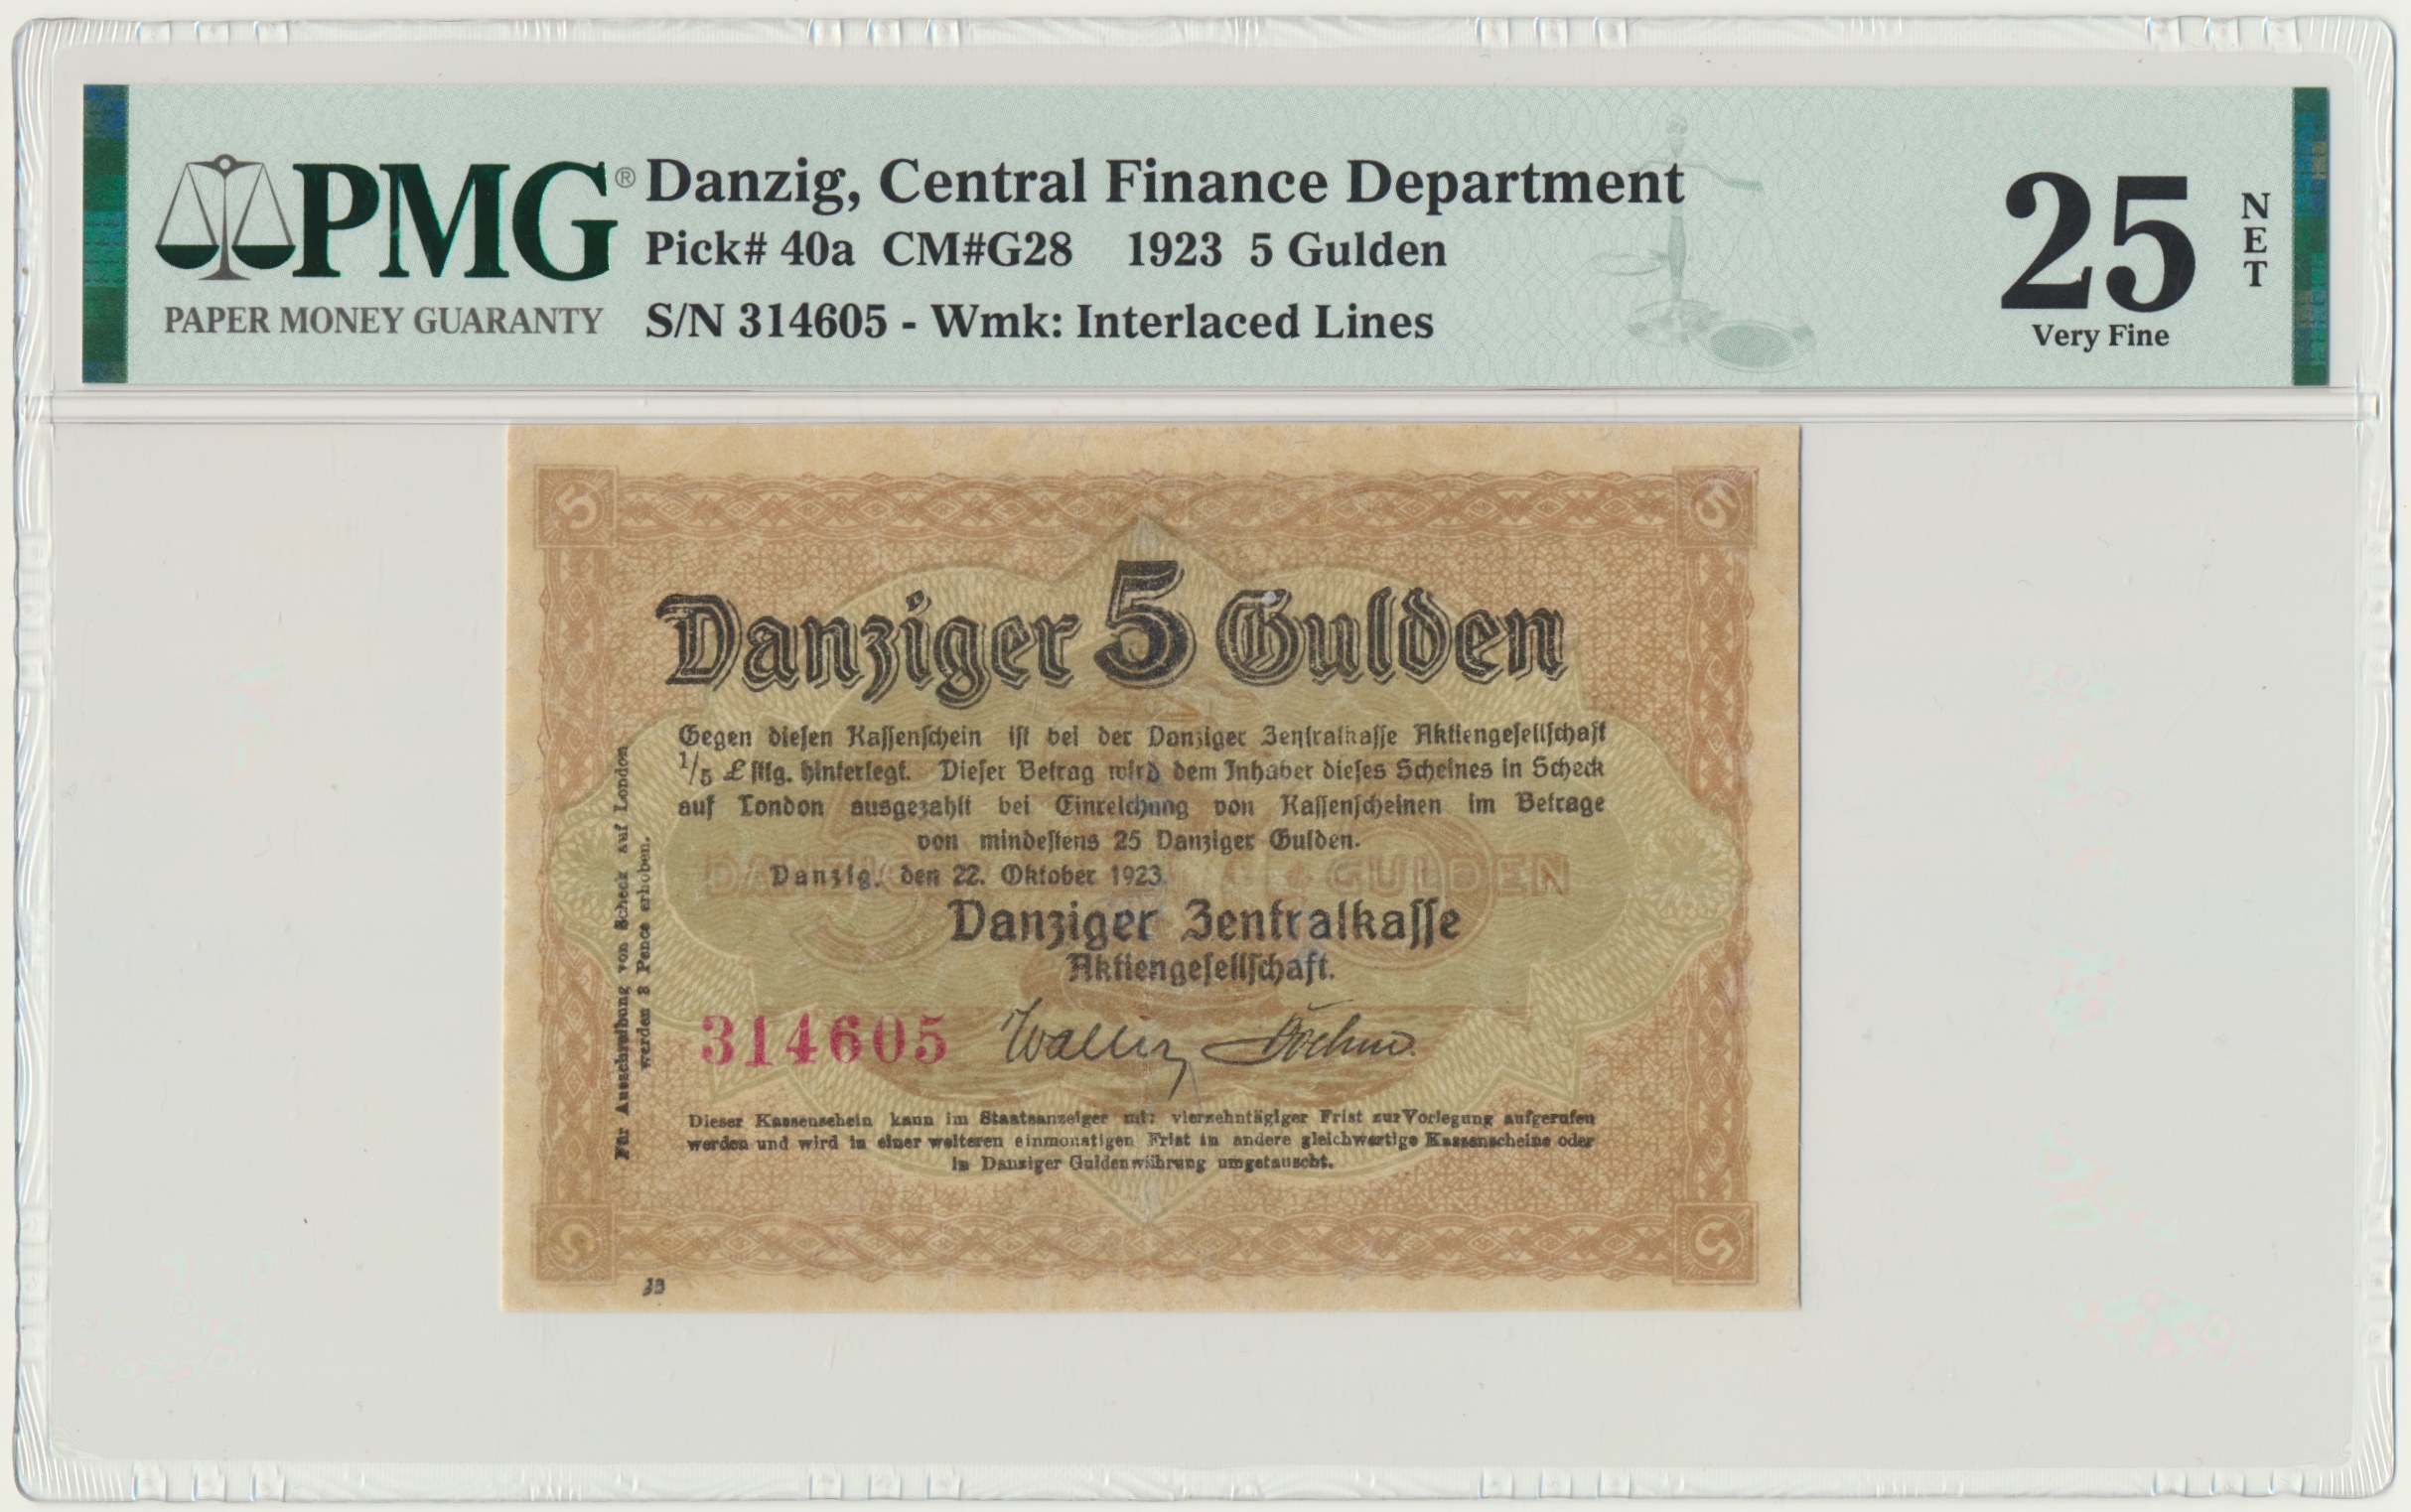 PMG®
PAPER MONEY GUARANTY
Danzig, Central Finance Department
Pick# 40a CM#G28 1923 5 Gulden
S/N 314605 - Wmk: Interlaced Lines
25
NET
Very Fine
5
5
Danziger 5 Gulden
Gegen diesen Kassenschein ist bei der Danziger Zentralkasse Aktiengesellschaft
1/5 £ stlg. hinterlegt. Dieser Betrag wird dem Inhaber dieses Scheines in Scheck
auf London ausgezahlt bei Einreichung von Kassenscheinen im Betrage
von mindestens 25 Danziger Gulden.
Danzig, den 22. Oktober 1923.
DANZIG GULDEN
Danziger Zentralkasse
Aktiengesellschaft.
314605
Dieser Kassenschein kann im Staatsanzeiger mit vierzehntägiger Frist zur Vorlegung aufgerufen
werden und wird in einer weiteren einmonatigen Frist in andere gleichwertige Kassenscheine oder
in Danziger Guldenwährung umgetauscht.
Für Ausschreibung von Scheck auf London
werden 3 Pence erhoben.
5
5